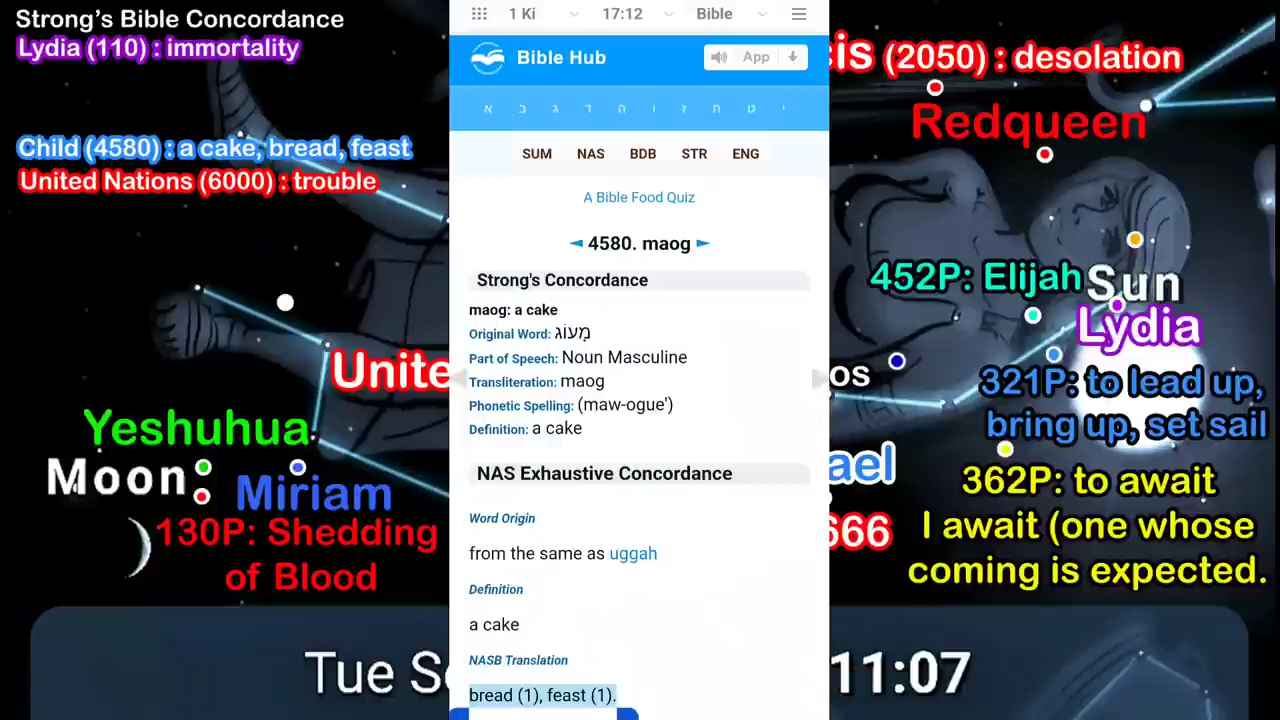 Strong's Bible Concordance
Lydia (110) : immortality
Child (4580) : a cake, bread, feast
United Nations (6000) : trouble
Unite
Yeshuhua
Moon
Miriam
130P: Shedding
of Blood
Tue Se
1 Ki
17:12
Bible
Bible Hub
App
א ב ג ד ה ו ז ח ט י
SUM NAS BDB STR ENG
A Bible Food Quiz
4580. maog
Strong's Concordance
maog: a cake
Original Word: מָעוֹג
Part of Speech: Noun Masculine
Transliteration: maog
Phonetic Spelling: (maw-ogue')
Definition: a cake
NAS Exhaustive Concordance
Word Origin
from the same as uggah
Definition
a cake
NASB Translation
bread (1), feast (1).
sis (2050) : desolation
Redqueen
452P: Elijah
Sun
Lydia
os
321P: to lead up,
bring up, set sail
ael
362P: to await
666
I await (one whose
coming is expected.
11:07